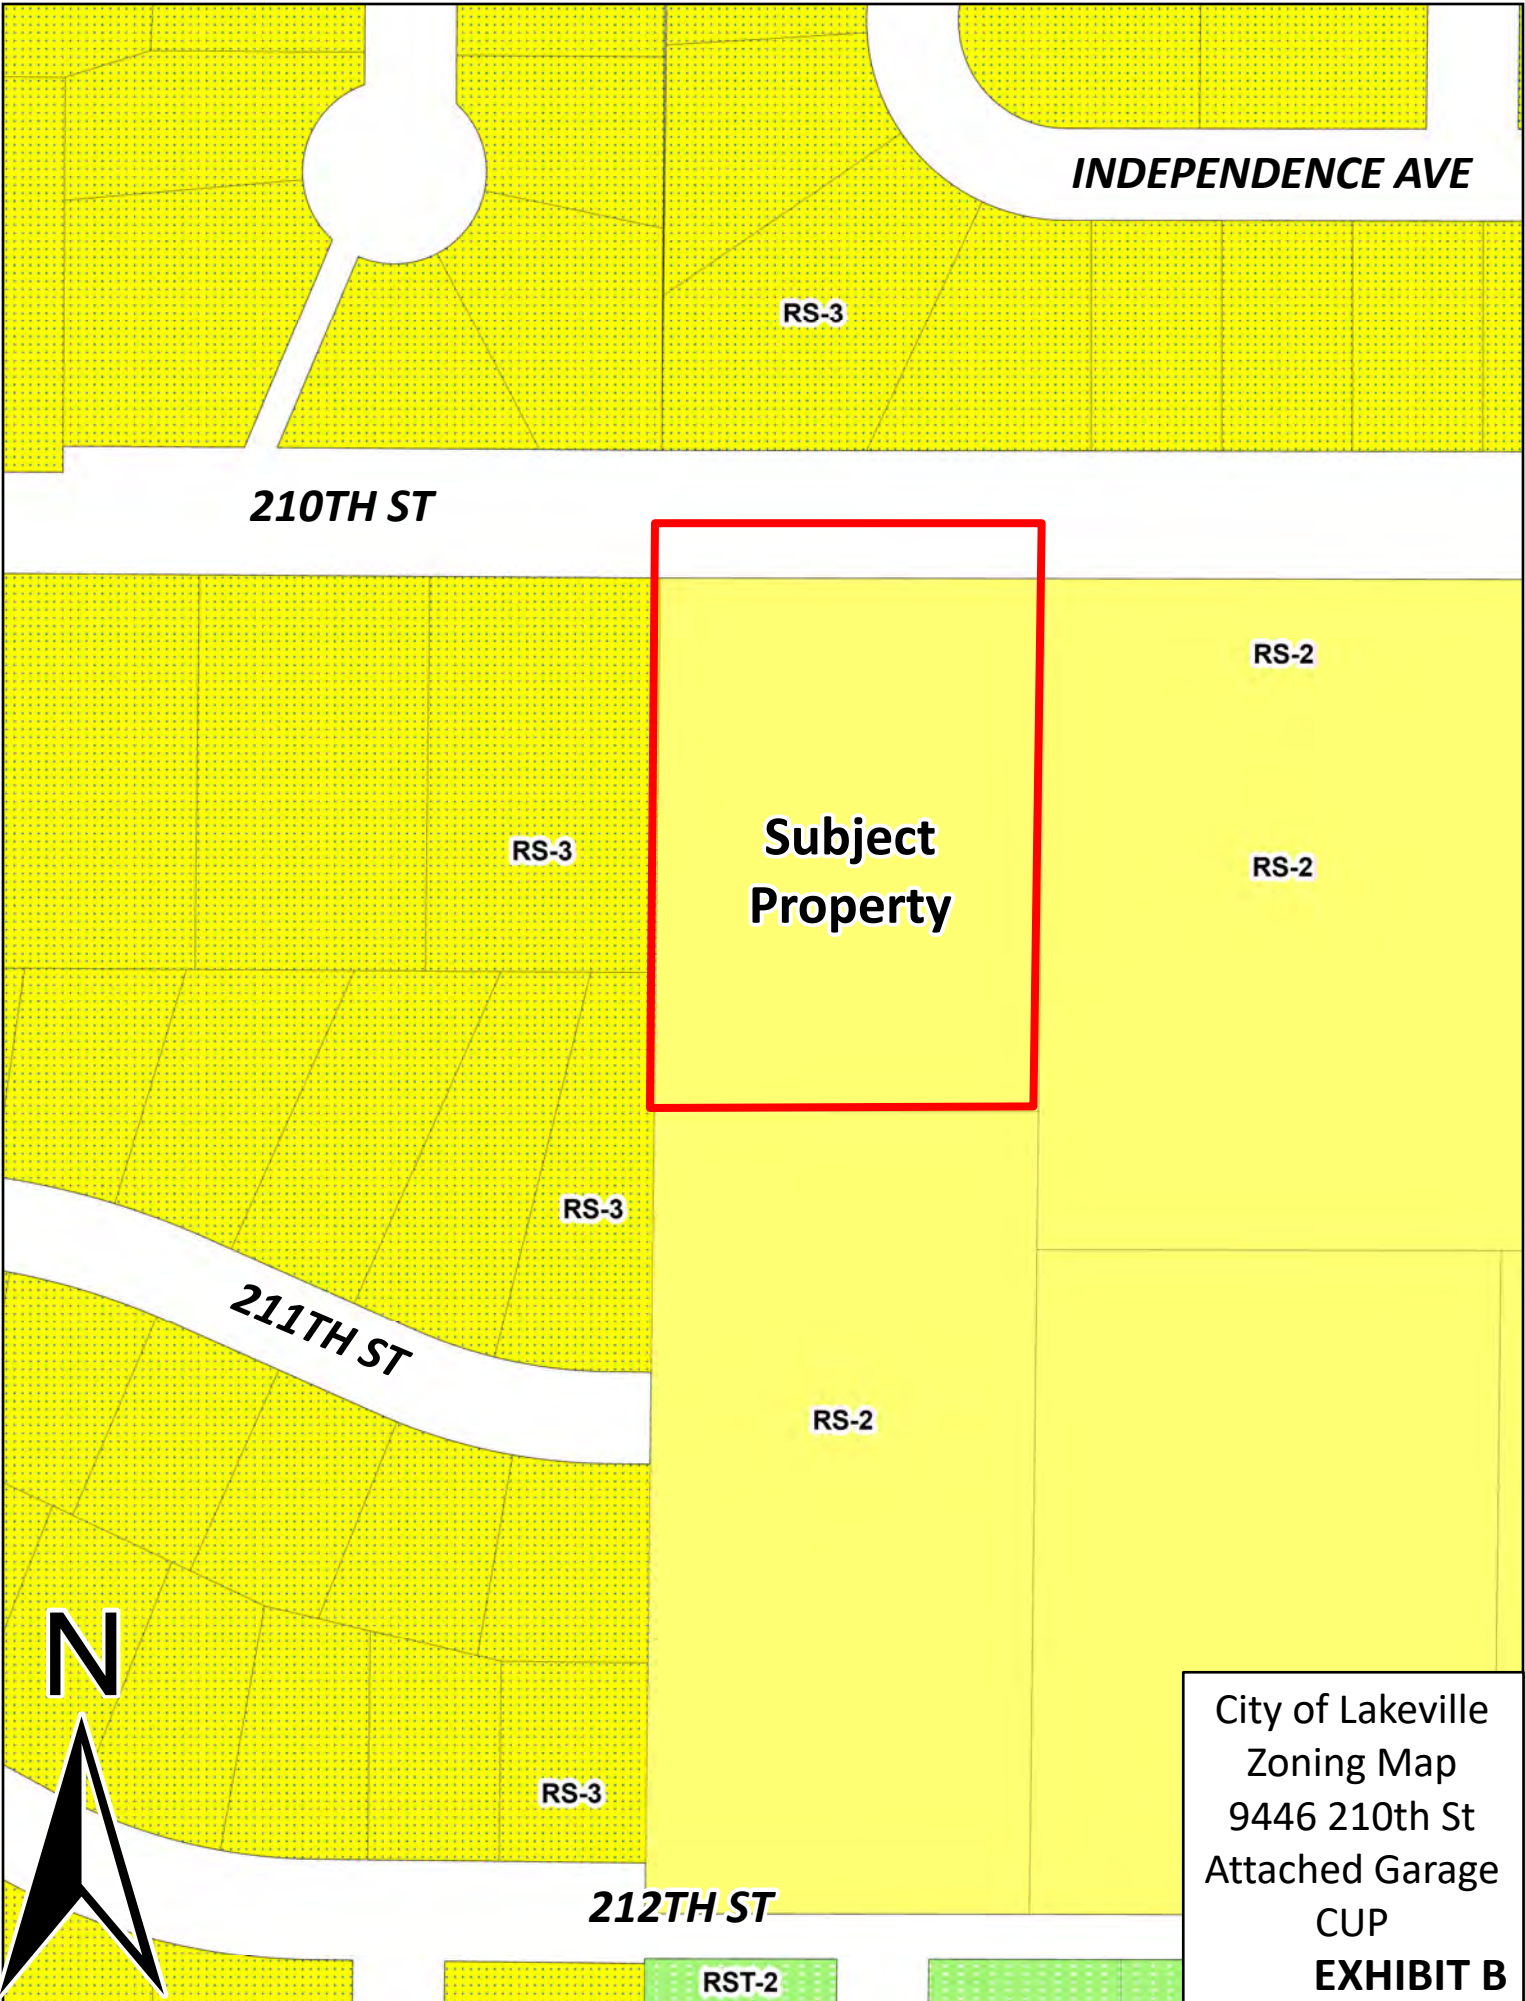 INDEPENDENCE AVE
RS-3
210TH ST
RS-2
Subject
Property
RS-3
RS-2
RS-3
211TH ST
RS-2
N
RS-3
212TH ST
RST-2
City of Lakeville
Zoning Map
9446 210th St
Attached Garage
CUP
EXHIBIT B